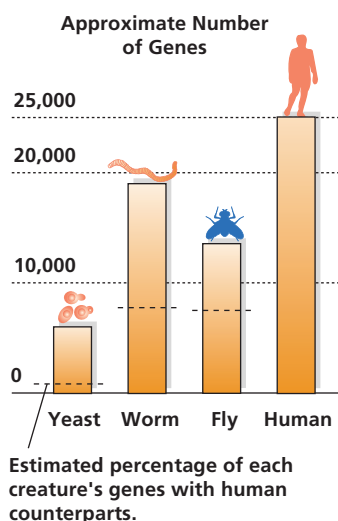 Approximate Number
of Genes
25,000
20,000
10,000
0
Yeast Worm Fly Human
Estimated percentage of each
creature's genes with human
counterparts.